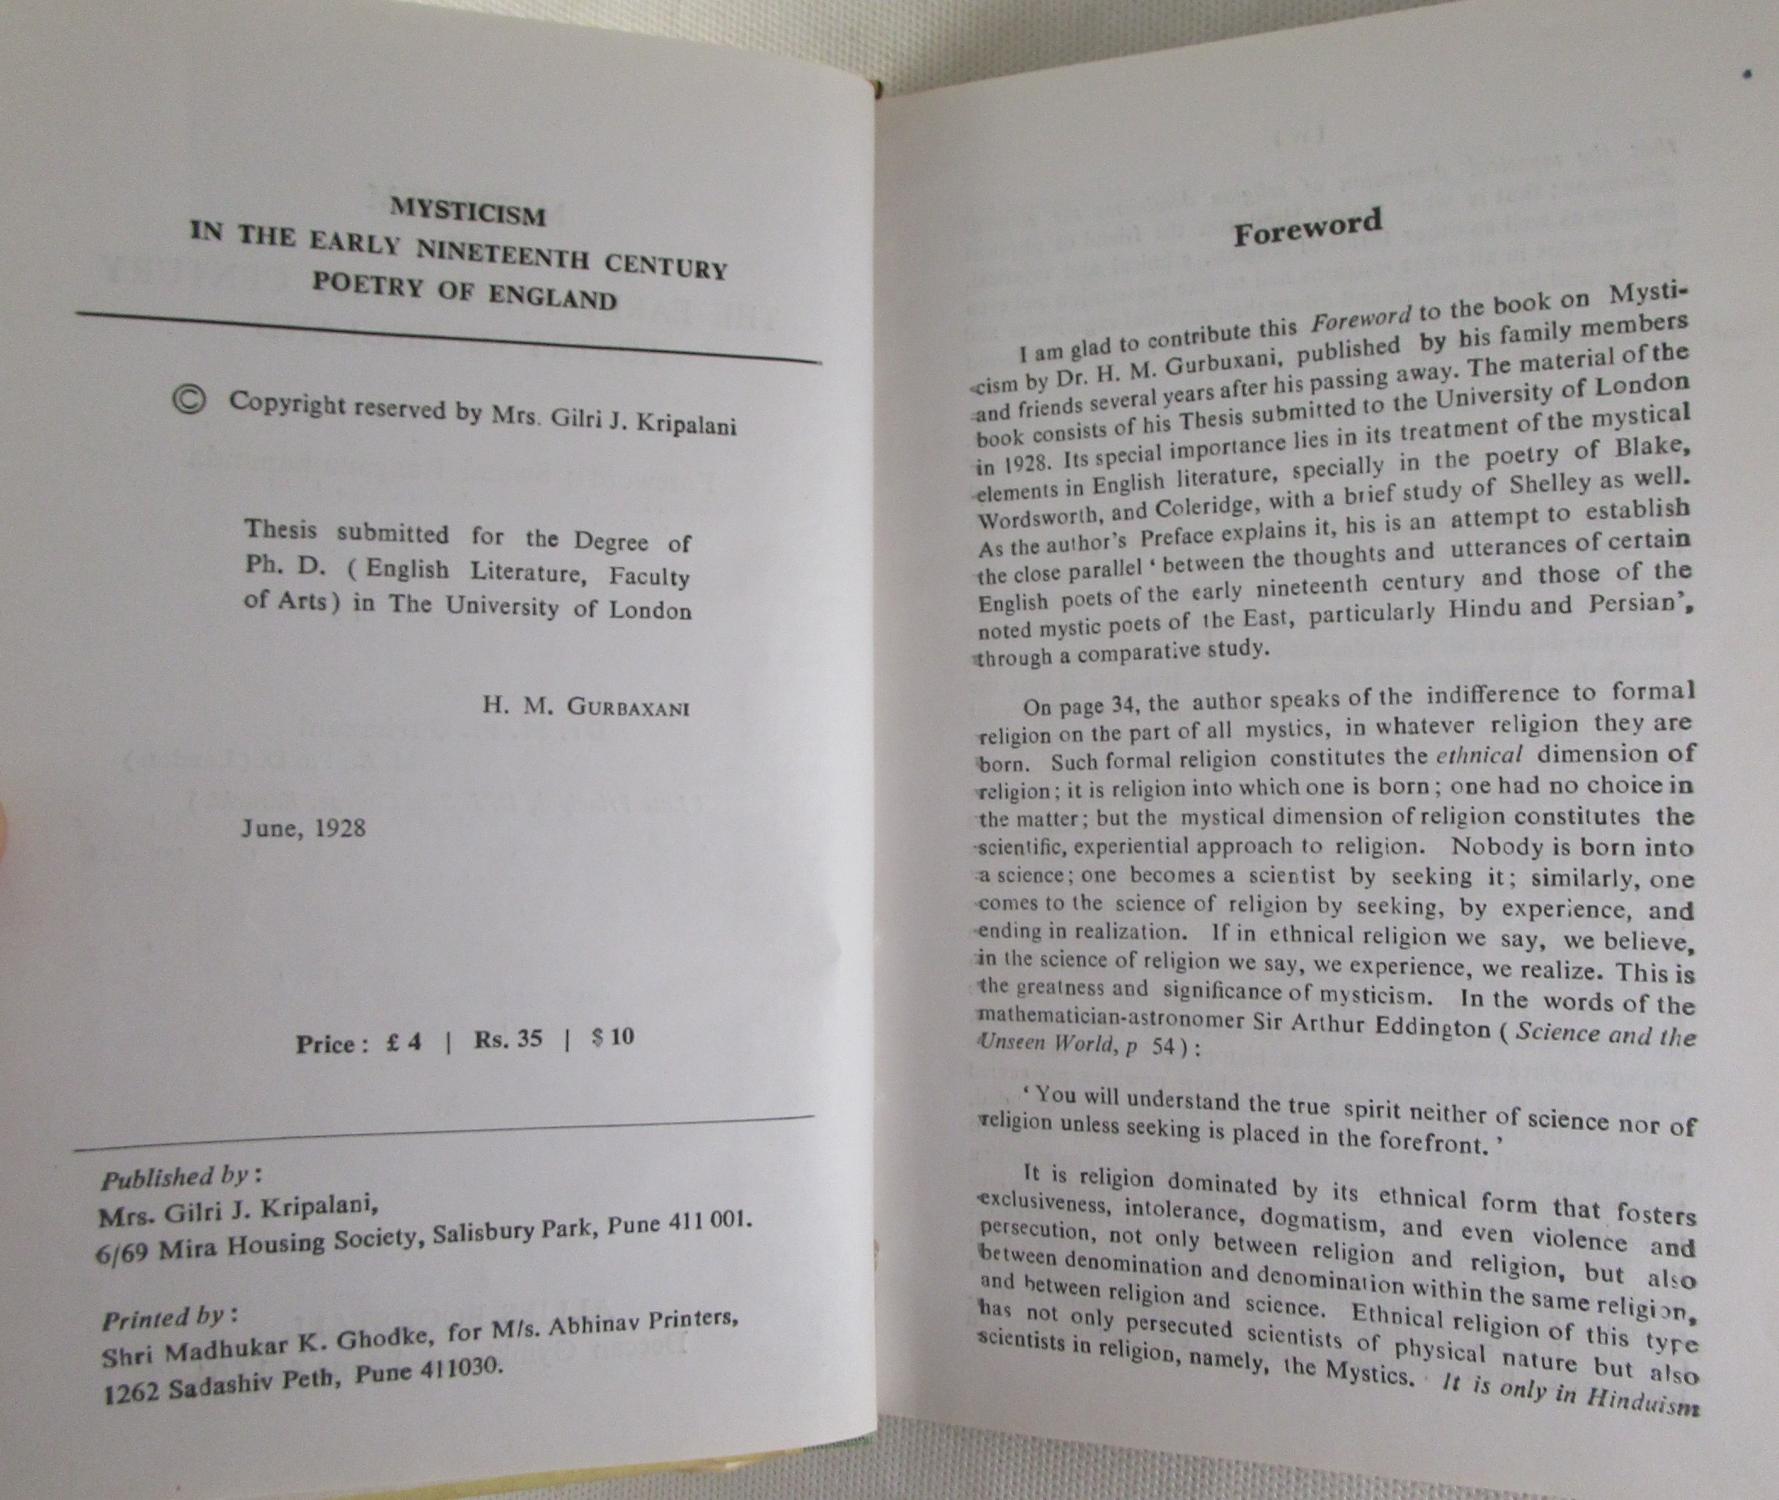 MYSTICISM
IN THE EARLY NINETEENTH CENTURY
POETRY OF ENGLAND
© Copyright reserved by Mrs. Gilri J. Kripalani
Thesis submitted for the Degree of
Ph. D. ( English Literature, Faculty
of Arts ) in The University of London
H. M. GURBAXANI
June, 1928
Price : £ 4 | Rs. 35 | $ 10
Published by :
Mrs. Gilri J. Kripalani,
6/69 Mira Housing Society, Salisbury Park, Pune 411 001.
Printed by :
Shri Madhukar K. Ghodke, for M/s. Abhinav Printers,
1262 Sadashiv Peth, Pune 411030.
Foreword
I am glad to contribute this Foreword to the book on Mysti-
cism by Dr. H. M. Gurbuxani, published by his family members
and friends several years after his passing away. The material of the
book consists of his Thesis submitted to the University of London
in 1928. Its special importance lies in its treatment of the mystical
elements in English literature, specially in the poetry of Blake,
Wordsworth, and Coleridge, with a brief study of Shelley as well.
As the author's Preface explains it, his is an attempt to establish
the close parallel ' between the thoughts and utterances of certain
English poets of the early nineteenth century and those of the
noted mystic poets of the East, particularly Hindu and Persian',
through a comparative study.
On page 34, the author speaks of the indifference to formal
religion on the part of all mystics, in whatever religion they are
born. Such formal religion constitutes the ethnical dimension of
religion ; it is religion into which one is born ; one had no choice in
the matter ; but the mystical dimension of religion constitutes the
scientific, experiential approach to religion. Nobody is born into
a science ; one becomes a scientist by seeking it ; similarly, one
comes to the science of religion by seeking, by experience, and
ending in realization. If in ethnical religion we say, we believe,
in the science of religion we say, we experience, we realize. This is
the greatness and significance of mysticism. In the words of the
mathematician-astronomer Sir Arthur Eddington ( Science and the
Unseen World, p 54 ) :
' You will understand the true spirit neither of science nor of
religion unless seeking is placed in the forefront. '
It is religion dominated by its ethnical form that fosters
exclusiveness, intolerance, dogmatism, and even violence and
persecution, not only between religion and religion, but also
between denomination and denomination within the same religion,
and between religion and science. Ethnical religion of this type
has not only persecuted scientists of physical nature but also
scientists in religion, namely, the Mystics. It is only in Hinduism